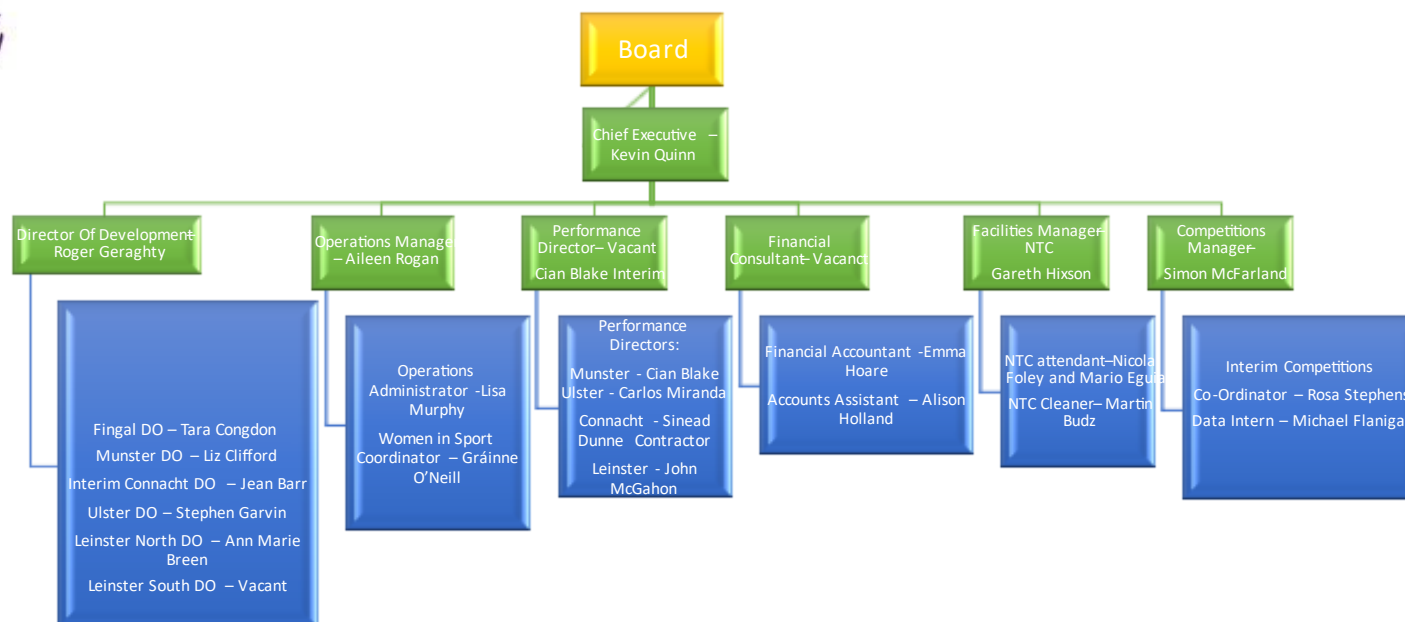 Board
Chief Executive –
Kevin Quinn
Director Of Development-
Roger Geraghty
Operations Manager
– Aileen Rogan
Performance
Director– Vacant
Cian Blake Interim
Financial
Consultant– Vacanct
Facilities Manager-
NTC
Gareth Hixson
Competitions
Manager-
Simon McFarland
Fingal DO – Tara Congdon
Munster DO – Liz Clifford
Interim Connacht DO – Jean Barr
Ulster DO – Stephen Garvin
Leinster North DO – Ann Marie
Breen
Leinster South DO – Vacant
Operations
Administrator -Lisa
Murphy
Women in Sport
Coordinator – Gráinne
O’Neill
Performance
Directors:
Munster - Cian Blake
Ulster - Carlos Miranda
Connacht - Sinead
Dunne Contractor
Leinster - John
McGahon
Financial Accountant -Emma
Hoare
Accounts Assistant – Alison
Holland
NTC attendant–Nicola
Foley and Mario Eguia
NTC Cleaner– Martin
Budz
Interim Competitions
Co-Ordinator – Rosa Stephens
Data Intern – Michael Flaniga